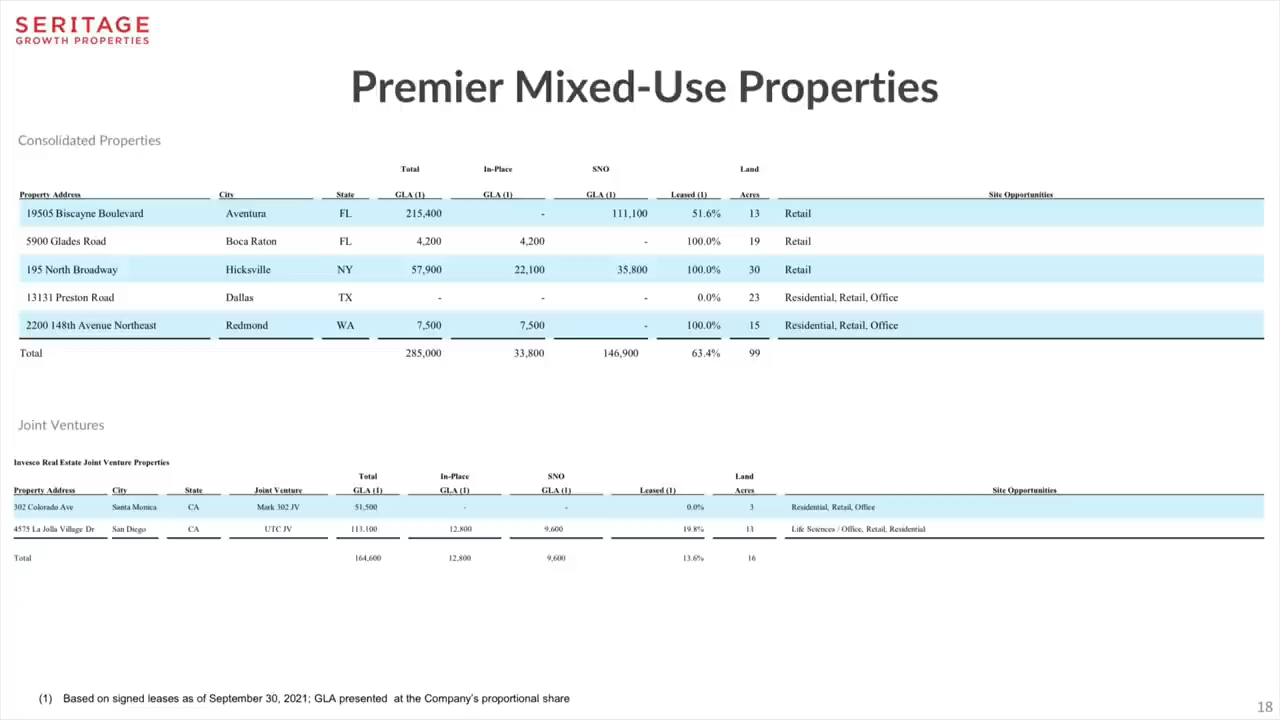 SERITAGE
GROWTH PROPERTIES
Premier Mixed-Use Properties
Consolidated Properties
Total In-Place SNO Land
Property Address City State GLA (1) GLA (1) GLA (1) Leased (1) Acres Site Opportunities
19505 Biscayne Boulevard Aventura FL 215,400 - 111,100 51.6% 13 Retail
5900 Glades Road Boca Raton FL 4,200 4,200 - 100.0% 19 Retail
195 North Broadway Hicksville NY 57,900 22,100 35,800 100.0% 30 Retail
13131 Preston Road Dallas TX - - - 0.0% 23 Residential, Retail, Office
2200 148th Avenue Northeast Redmond WA 7,500 7,500 - 100.0% 15 Residential, Retail, Office
Total 285,000 33,800 146,900 63.4% 99
Joint Ventures
Invesco Real Estate Joint Venture Properties
Total In-Place SNO Land
Property Address City State Joint Venture GLA (1) GLA (1) GLA (1) Leased (1) Acres Site Opportunities
302 Colorado Ave Santa Monica CA Mark 302 JV 51,500 - - 0.0% 3 Residential, Retail, Office
4575 La Jolla Village Dr San Diego CA UTC JV 113,100 12,800 9,600 19.8% 13 Life Sciences / Office, Retail, Residential
Total 164,600 12,800 9,600 13.6% 16
(1) Based on signed leases as of September 30, 2021; GLA presented at the Company's proportional share
18